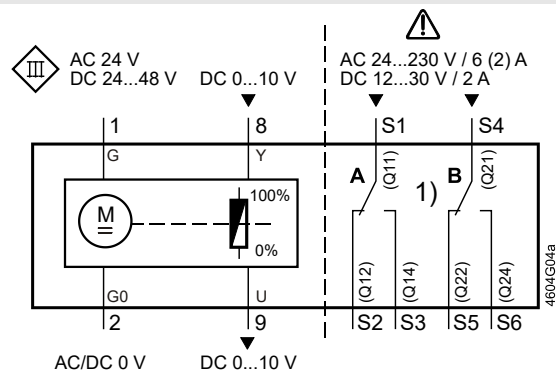 III
AC 24 V
DC 24...48 V
DC 0...10 V
AC 24...230 V / 6 (2) A
DC 12...30 V / 2 A
1
8
S1
S4
G
Y
A
(Q11)
1)
B
(Q21)
M
100%
0%
(Q12)
(Q14)
(Q22)
(Q24)
G0
U
2
9
S2
S3
S5
S6
AC/DC 0 V
DC 0...10 V
4604G04a